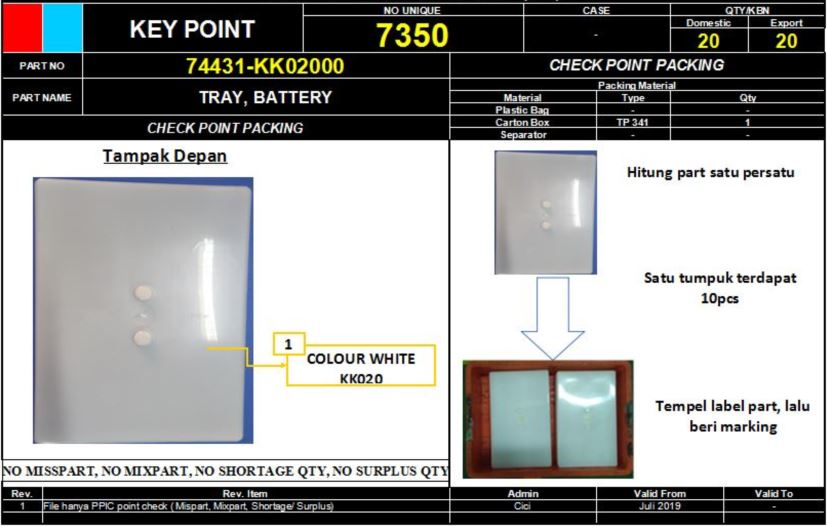 KEY POINT
NO UNIQUE
7350
CASE
-
QTY/KBN
Domestic Export
20 20
PART NO 74431-KK02000
PART NAME TRAY, BATTERY
CHECK POINT PACKING
CHECK POINT PACKING
Packing Material
Material Type Qty
Plastic Bag - -
Carton Box TP 341 1
Separator - -
Tampak Depan
1
COLOUR WHITE
KK020
Hitung part satu persatu
Satu tumpuk terdapat
10pcs
Tempel label part, lalu
beri marking
NO MISSPART, NO MIXPART, NO SHORTAGE QTY, NO SURPLUS QTY
Rev. Rev. Item Admin Valid From Valid To
1 File hanya PPIC point check ( Mispart, Mixpart, Shortage/ Surplus) Cici Juli 2019 -